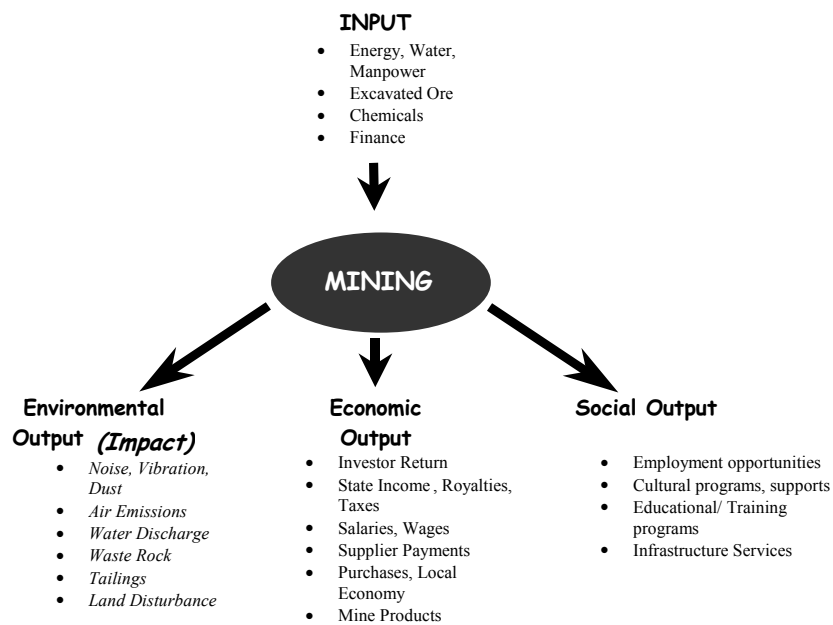 INPUT
• Energy, Water,
Manpower
• Excavated Ore
• Chemicals
• Finance
MINING
Environmental
Output (Impact)
• Noise, Vibration,
Dust
• Air Emissions
• Water Discharge
• Waste Rock
• Tailings
• Land Disturbance
Economic
Output
• Investor Return
• State Income , Royalties,
Taxes
• Salaries, Wages
• Supplier Payments
• Purchases, Local
Economy
• Mine Products
Social Output
• Employment opportunities
• Cultural programs, supports
• Educational/ Training
programs
• Infrastructure Services